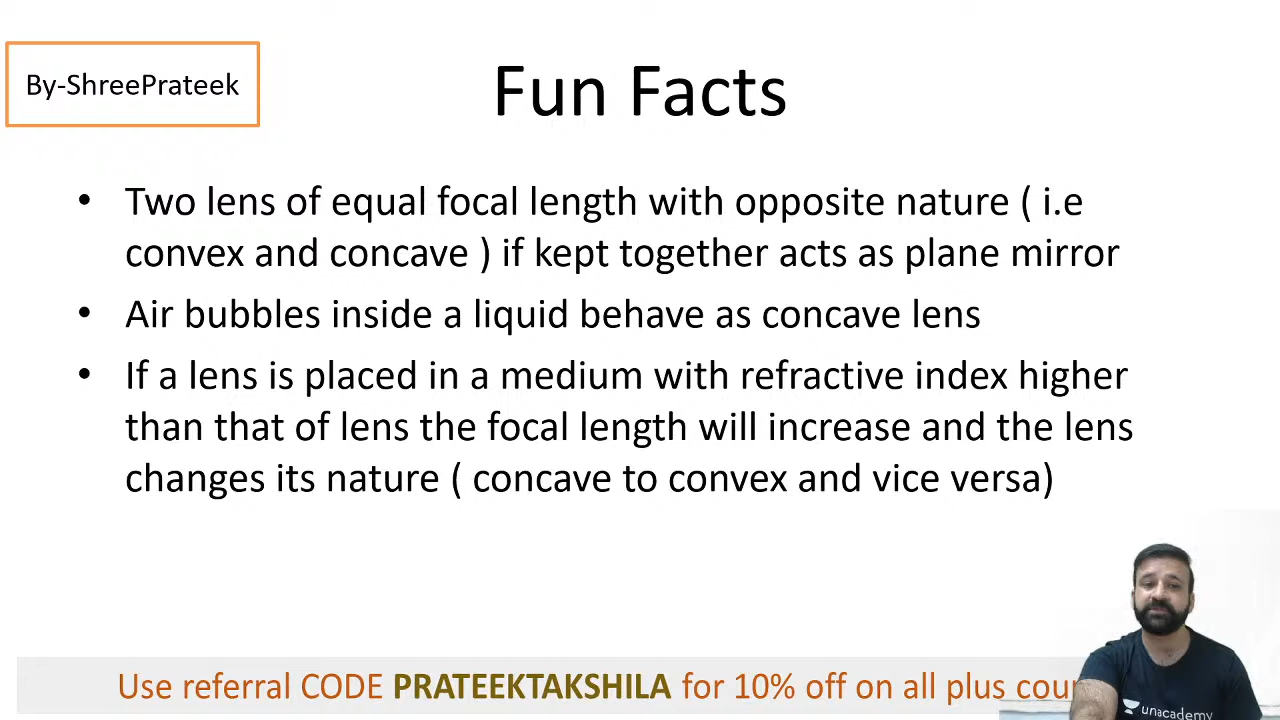 By-ShreePrateek
Fun Facts
• Two lens of equal focal length with opposite nature ( i.e
convex and concave ) if kept together acts as plane mirror
• Air bubbles inside a liquid behave as concave lens
• If a lens is placed in a medium with refractive index higher
than that of lens the focal length will increase and the lens
changes its nature ( concave to convex and vice versa)
Use referral CODE PRATEEKTAKSHILA for 10% off on all plus
unacademy